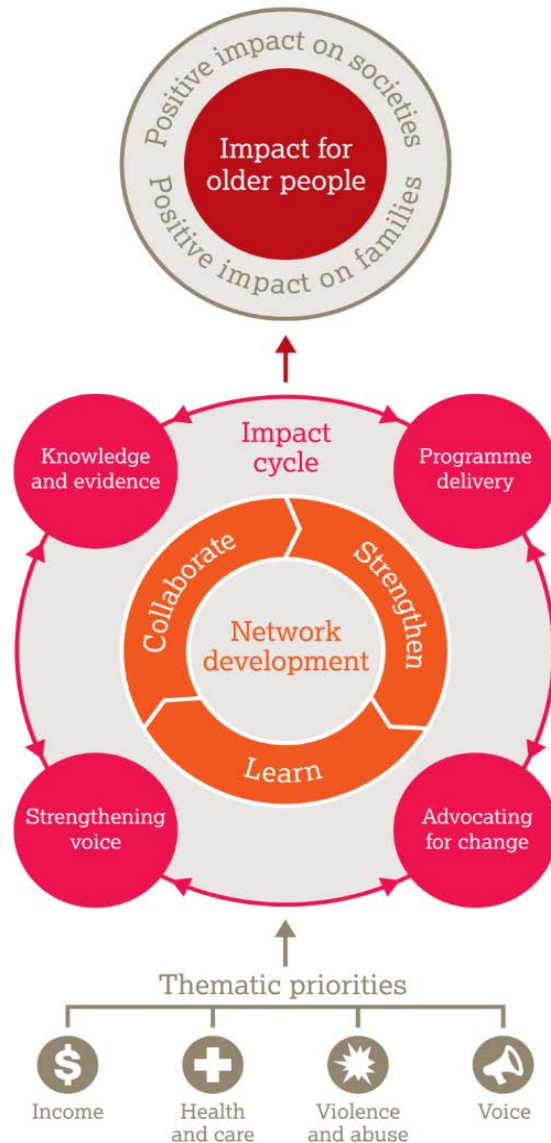 Positive impact on societies
Impact for
older people
Positive impact on families
Impact
cycle
Knowledge
and evidence
Programme
delivery
Collaborate
Strengthen
Network
development
Learn
Strengthening
voice
Advocating
for change
Thematic priorities
$
Income
Health
and care
Violence
and abuse
Voice